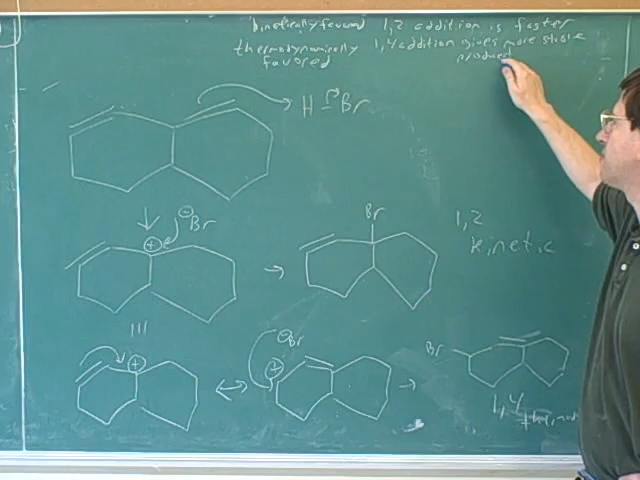 kinetically favored 1,2 addition is faster
thermodynamically 1,4 addition gives more stable
favored product
H-Br
⊖Br
⊕
Br
1,2
kinetic
|||
⊕
⊖Br
⊕
Br
1,4